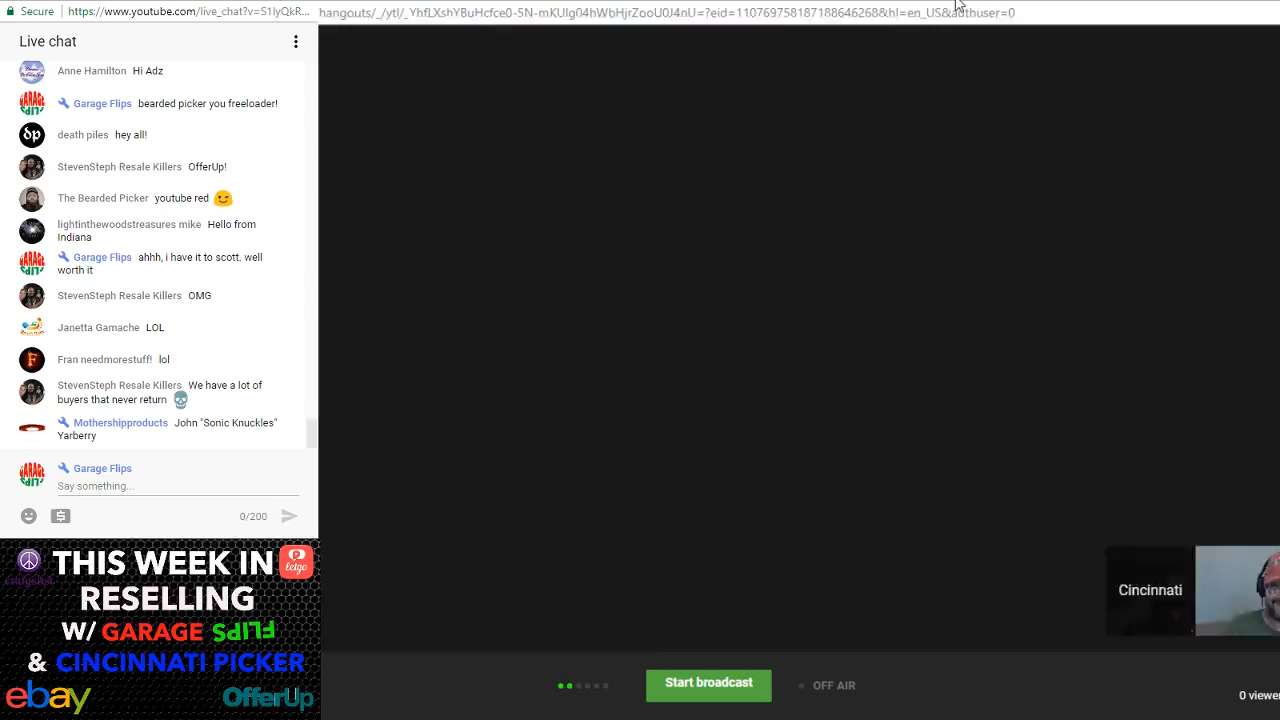 Secure
https://www.youtube.com/live_chat?v=S1IyQkR...
Live chat
Anne Hamilton Hi Adz
Garage Flips bearded picker you freeloader!
death piles hey all!
StevenSteph Resale Killers OfferUp!
The Bearded Picker youtube red
lightinthewoodstreasures mike Hello from
Indiana
Garage Flips ahhh, i have it to scott. well
worth it
StevenSteph Resale Killers OMG
Janetta Gamache LOL
Fran needmorestuff! lol
StevenSteph Resale Killers We have a lot of
buyers that never return
Mothershipproducts John "Sonic Knuckles"
Yarberry
Garage Flips
Say something...
0/200
THIS WEEK IN
letgo
craigslist
RESELLING
W/ GARAGE FLIPS
& CINCINNATI PICKER
ebay OfferUp
Cincinnati
Start broadcast
OFF AIR
0 viewer